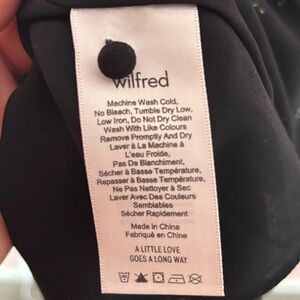 wilfred
Machine Wash Cold,
No Bleach, Tumble Dry Low,
Low Iron, Do Not Dry Clean
Wash With Like Colours
Remove Promptly And Dry
Laver à La Machine à
L'eau Froide,
Pas De Blanchiment,
Sécher à Basse Température,
Repasser à Basse Température,
Ne Pas Nettoyer à Sec
Laver Avec Des Couleurs
Semblables
Sécher Rapidement
Made in China
Fabriqué en Chine
A LITTLE LOVE
GOES A LONG WAY